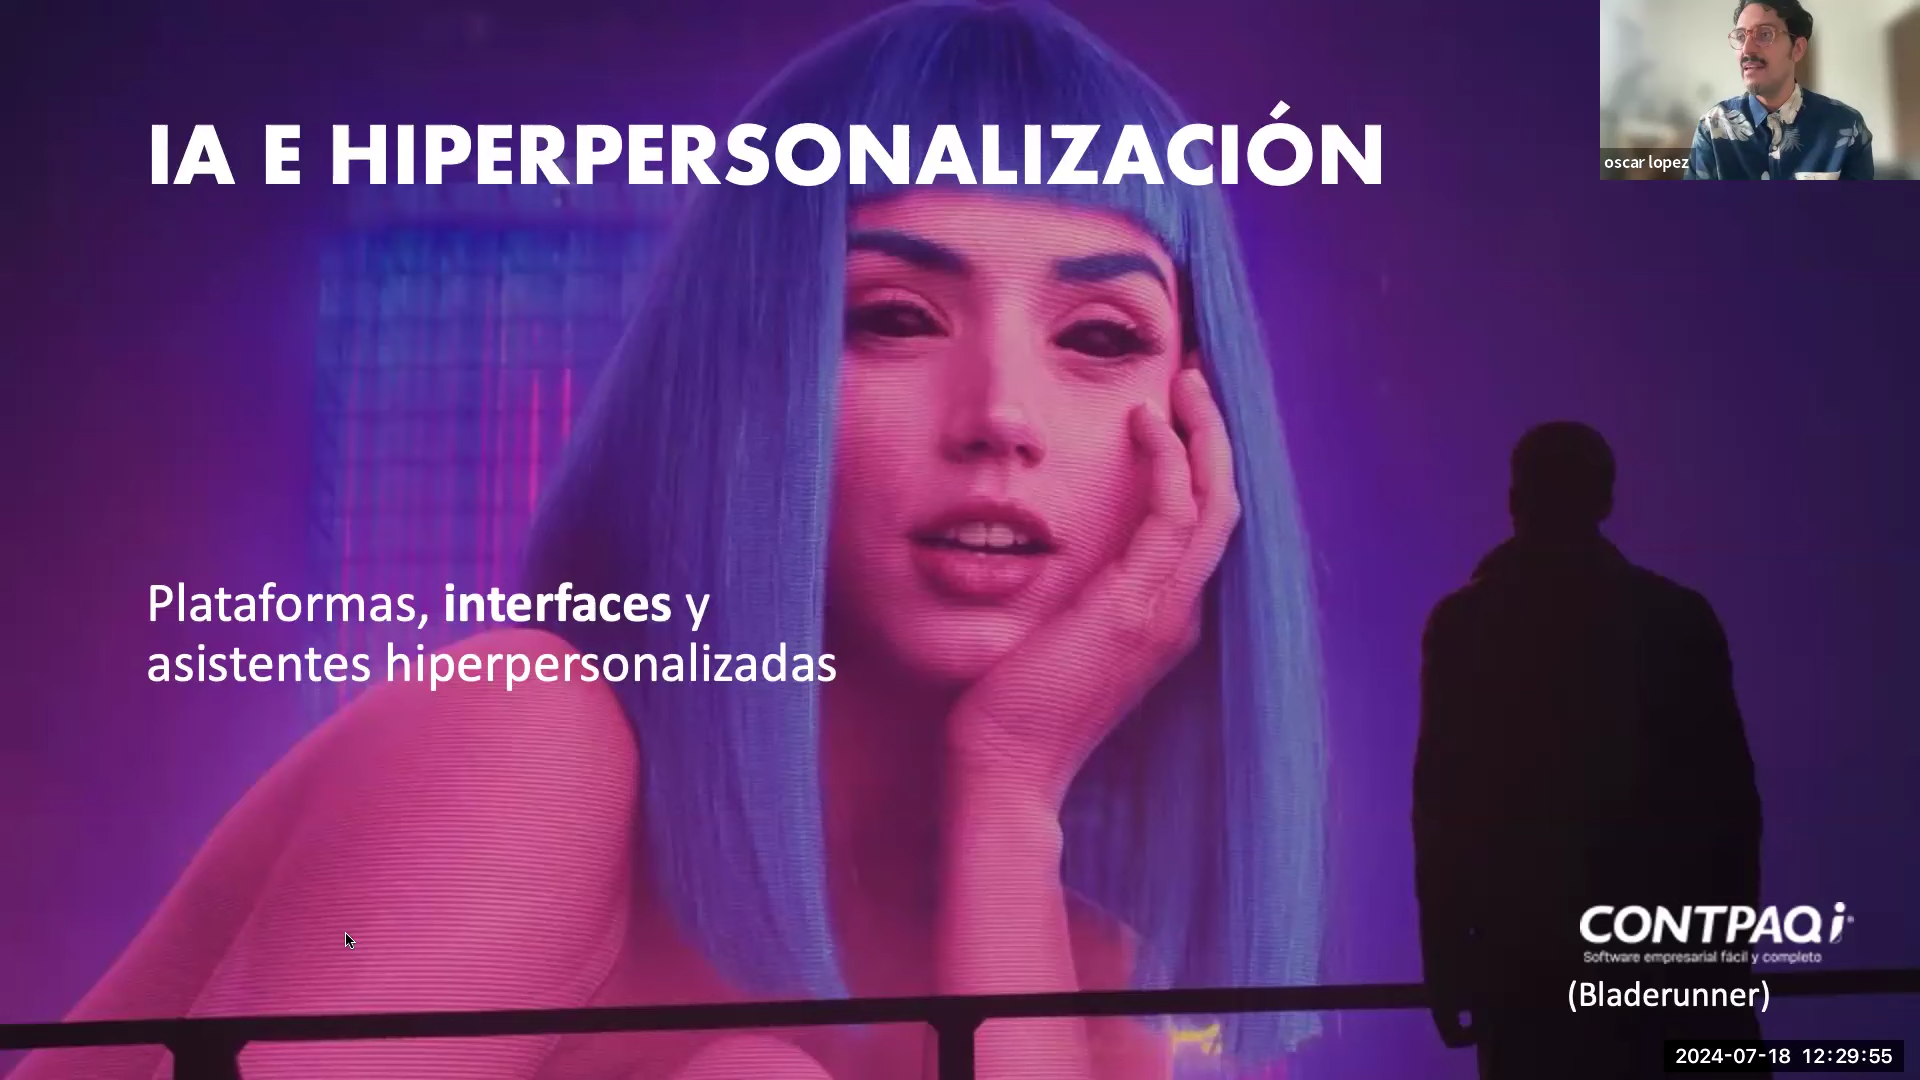 IA E HIPERPERSONALIZACIÓN
oscar lopez
Plataformas, interfaces y
asistentes hiperpersonalizadas
CONTPAQi®
Software empresarial fácil y completo
(Bladerunner)
2024-07-18 12:29:55